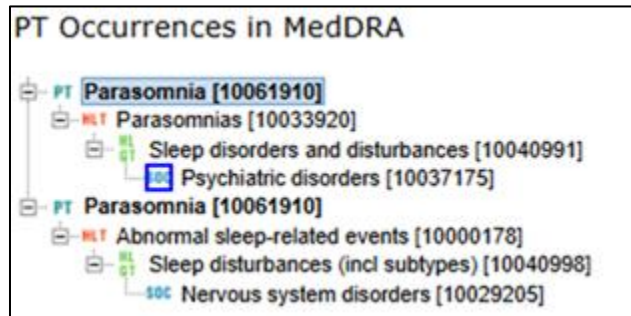 PT Occurrences in MedDRA
PT Parasomnia [10061910]
HLT Parasomnias [10033920]
HLGT Sleep disorders and disturbances [10040991]
SOC Psychiatric disorders [10037175]
PT Parasomnia [10061910]
HLT Abnormal sleep-related events [10000178]
HLGT Sleep disturbances (incl subtypes) [10040998]
SOC Nervous system disorders [10029205]